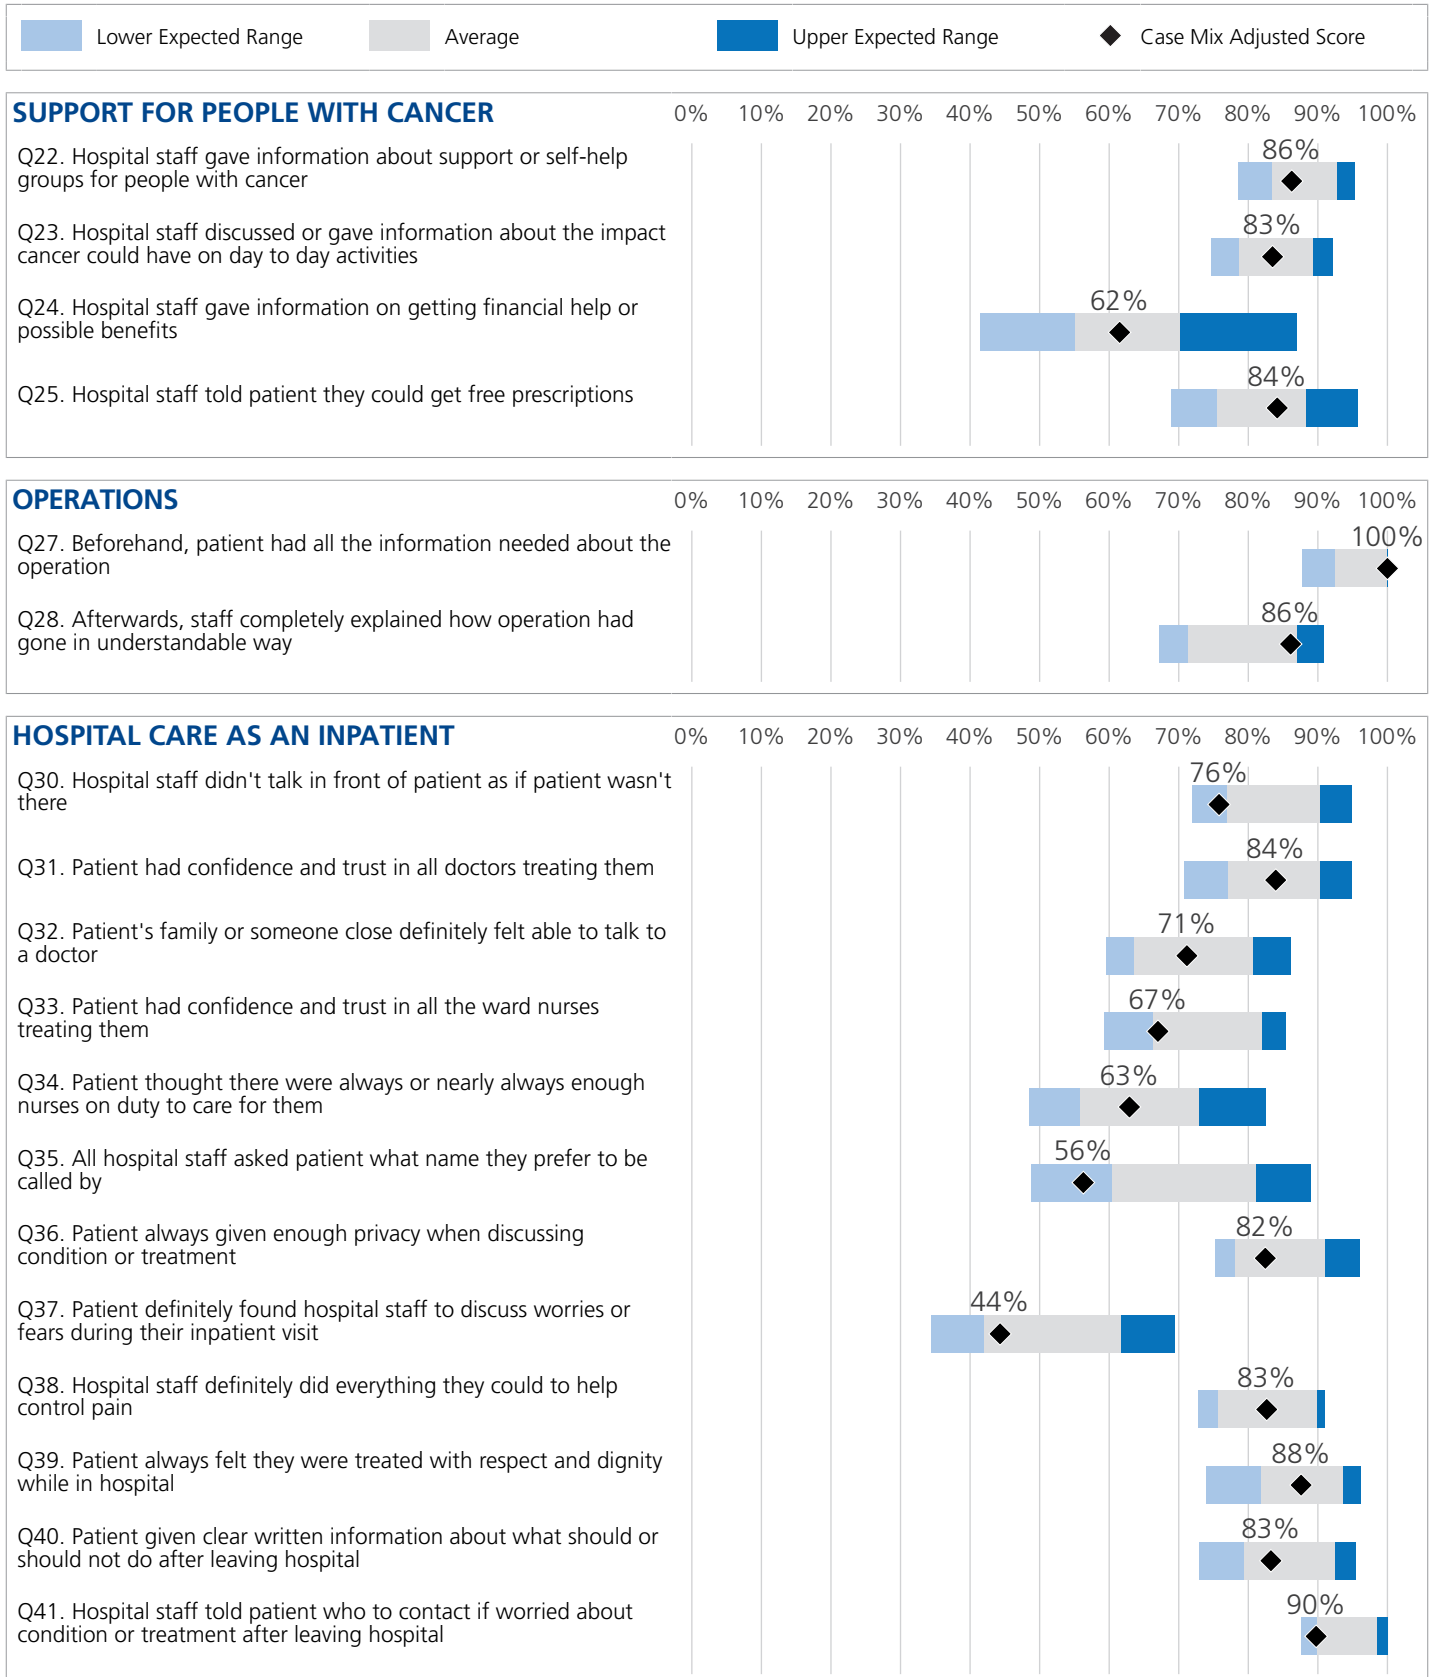 Lower Expected Range Average Upper Expected Range Case Mix Adjusted Score
SUPPORT FOR PEOPLE WITH CANCER 0% 10% 20% 30% 40% 50% 60% 70% 80% 90% 100%
Q22. Hospital staff gave information about support or self-help
groups for people with cancer
86%
Q23. Hospital staff discussed or gave information about the impact
cancer could have on day to day activities
83%
Q24. Hospital staff gave information on getting financial help or
possible benefits
62%
Q25. Hospital staff told patient they could get free prescriptions
84%
OPERATIONS 0% 10% 20% 30% 40% 50% 60% 70% 80% 90% 100%
Q27. Beforehand, patient had all the information needed about the
operation
100%
Q28. Afterwards, staff completely explained how operation had
gone in understandable way
86%
HOSPITAL CARE AS AN INPATIENT 0% 10% 20% 30% 40% 50% 60% 70% 80% 90% 100%
Q30. Hospital staff didn't talk in front of patient as if patient wasn't
there
76%
Q31. Patient had confidence and trust in all doctors treating them
84%
Q32. Patient's family or someone close definitely felt able to talk to
a doctor
71%
Q33. Patient had confidence and trust in all the ward nurses
treating them
67%
Q34. Patient thought there were always or nearly always enough
nurses on duty to care for them
63%
Q35. All hospital staff asked patient what name they prefer to be
called by
56%
Q36. Patient always given enough privacy when discussing
condition or treatment
82%
Q37. Patient definitely found hospital staff to discuss worries or
fears during their inpatient visit
44%
Q38. Hospital staff definitely did everything they could to help
control pain
83%
Q39. Patient always felt they were treated with respect and dignity
while in hospital
88%
Q40. Patient given clear written information about what should or
should not do after leaving hospital
83%
Q41. Hospital staff told patient who to contact if worried about
condition or treatment after leaving hospital
90%